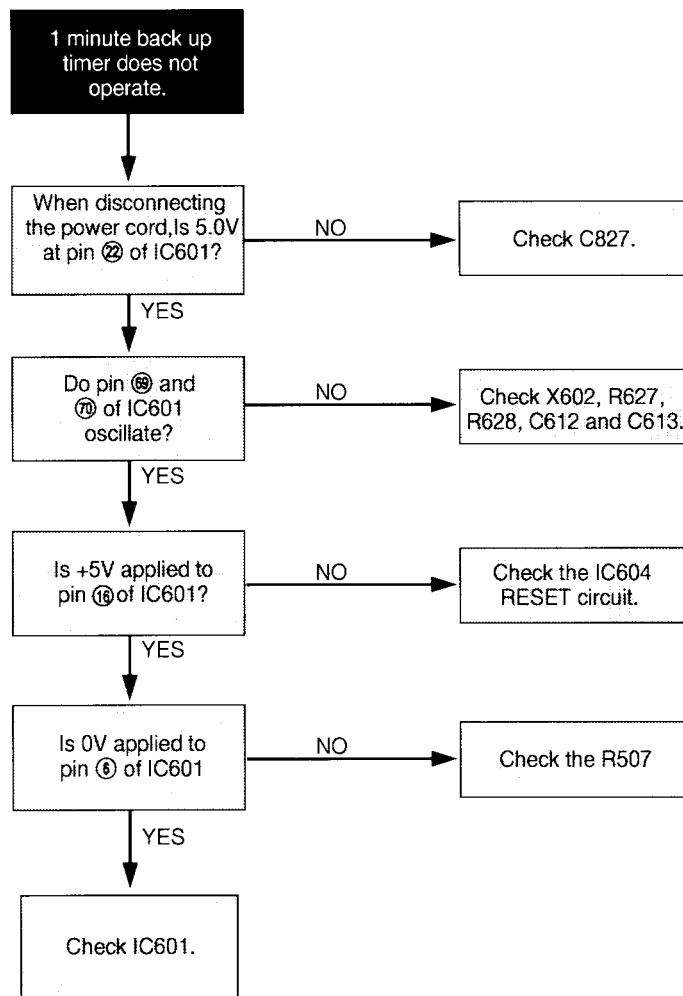 1 minute back up
timer does not
operate.
When disconnecting
the power cord,Is 5.0V
at pin ㉒ of IC601?
NO
Check C827.
YES
Do pin 69 and
70 of IC601
oscillate?
NO
Check X602, R627,
R628, C612 and C613.
YES
Is +5V applied to
pin ⑯ of IC601?
NO
Check the IC604
RESET circuit.
YES
Is 0V applied to
pin ⑥ of IC601
NO
Check the R507
YES
Check IC601.